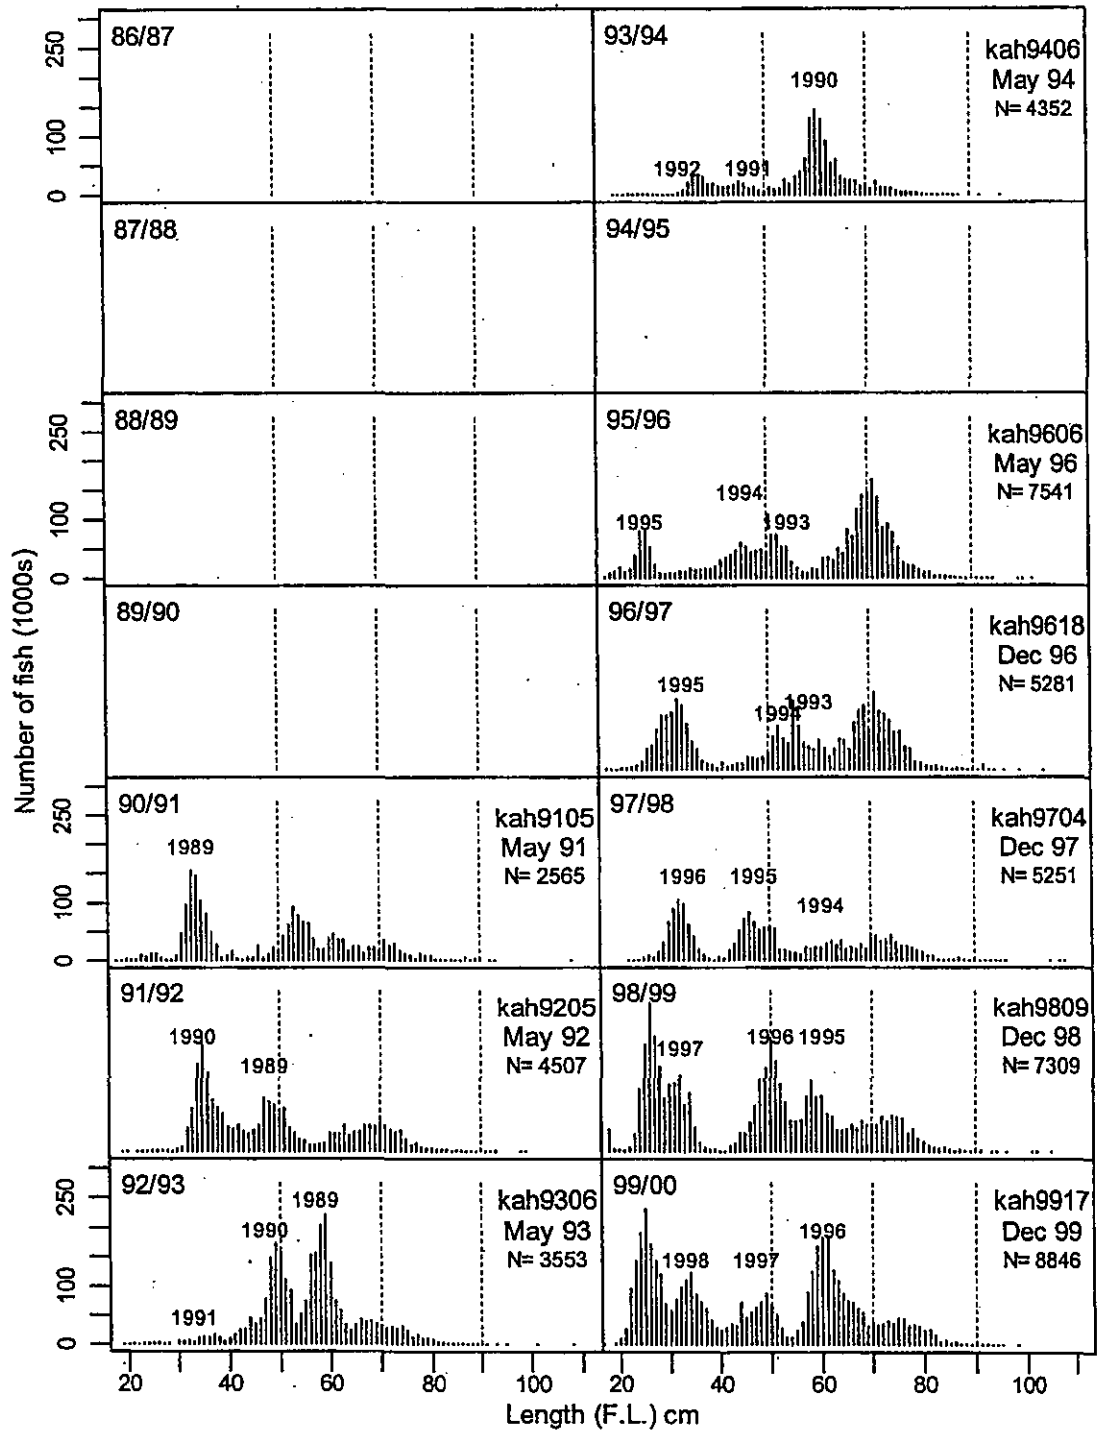 86/87
87/88
88/89
89/90
90/91
kah9105
May 91
N= 2565
1989
91/92
kah9205
May 92
N= 4507
1990
1989
92/93
kah9306
May 93
N= 3553
1991
1990
1989
93/94
kah9406
May 94
N= 4352
1992
1991
1990
94/95
95/96
kah9606
May 96
N= 7541
1995
1994
1993
96/97
kah9618
Dec 96
N= 5281
1995
1994
1993
97/98
kah9704
Dec 97
N= 5251
1996
1995
1994
98/99
kah9809
Dec 98
N= 7309
1997
1996
1995
99/00
kah9917
Dec 99
N= 8846
1998
1997
1996
250
100
0
250
100
0
250
100
0
250
100
0
Number of fish (1000s)
20 40 60 80 100
20 40 60 80 100
Length (F.L.) cm